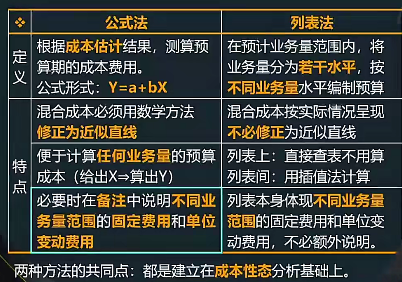 ❖ 公式法 列表法
定义
根据成本估计结果，测算预
算期的成本费用。
公式形式：Y=a+bX
在预计业务量范围内，将
业务量分为若干水平，按
不同业务量水平编制预算
特点
混合成本必须用数学方法
修正为近似直线
混合成本按实际情况呈现
不必修正为近似直线
便于计算任何业务量的预算
成本（给出X⇒算出Y）
列表上：直接查表不用算
列表间：用插值法计算
必要时在备注中说明不同业
务量范围的固定费用和单位
变动费用
列表本身体现不同业务量
范围的固定费用和单位变
动费用，不必额外说明。
两种方法的共同点：都是建立在成本性态分析基础上。